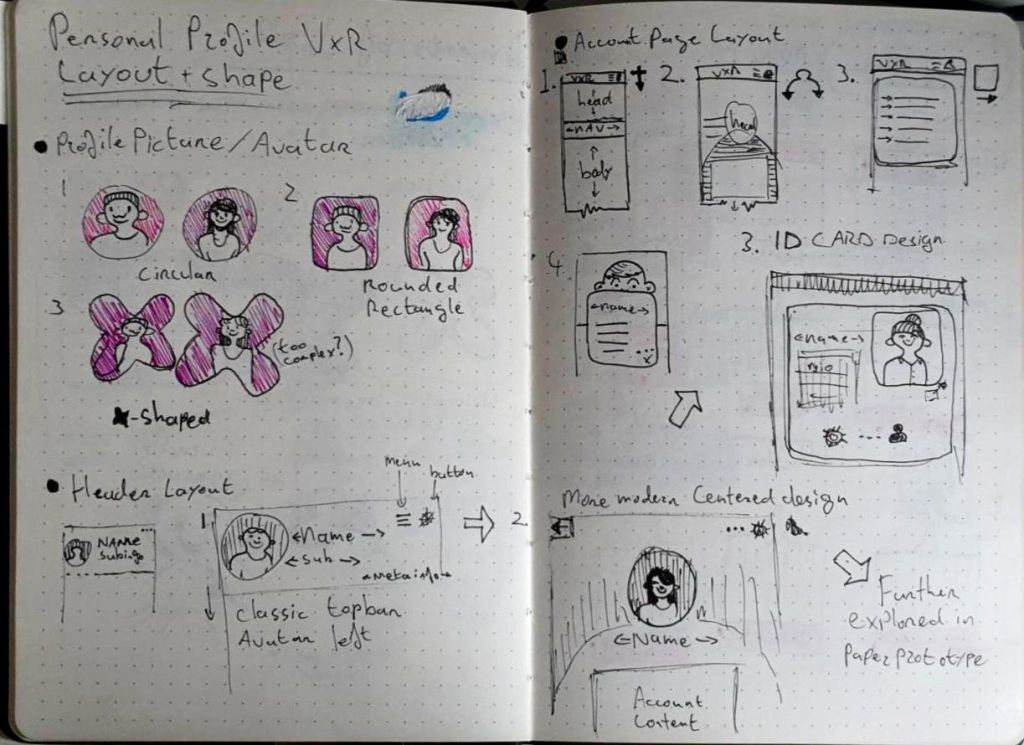 Personal Profile VxR
Layout + shape
Profile Picture / Avatar
1
2
Circular
Rounded
Rectangle
3
(too
complex?)
X-shaped
Header Layout
NAME
subinfo
menu
button
1.
Name
sub
metainfo
Classic topbar
Avatar left
Account Page Layout
1.
VxR
head
NAV
body
2.
VxR
head
3.
VxR
4.
name
3. ID CARD Design
name
bio
2.
More modern Centered design
Name
Account
Content
Further
explored in
paper prototype